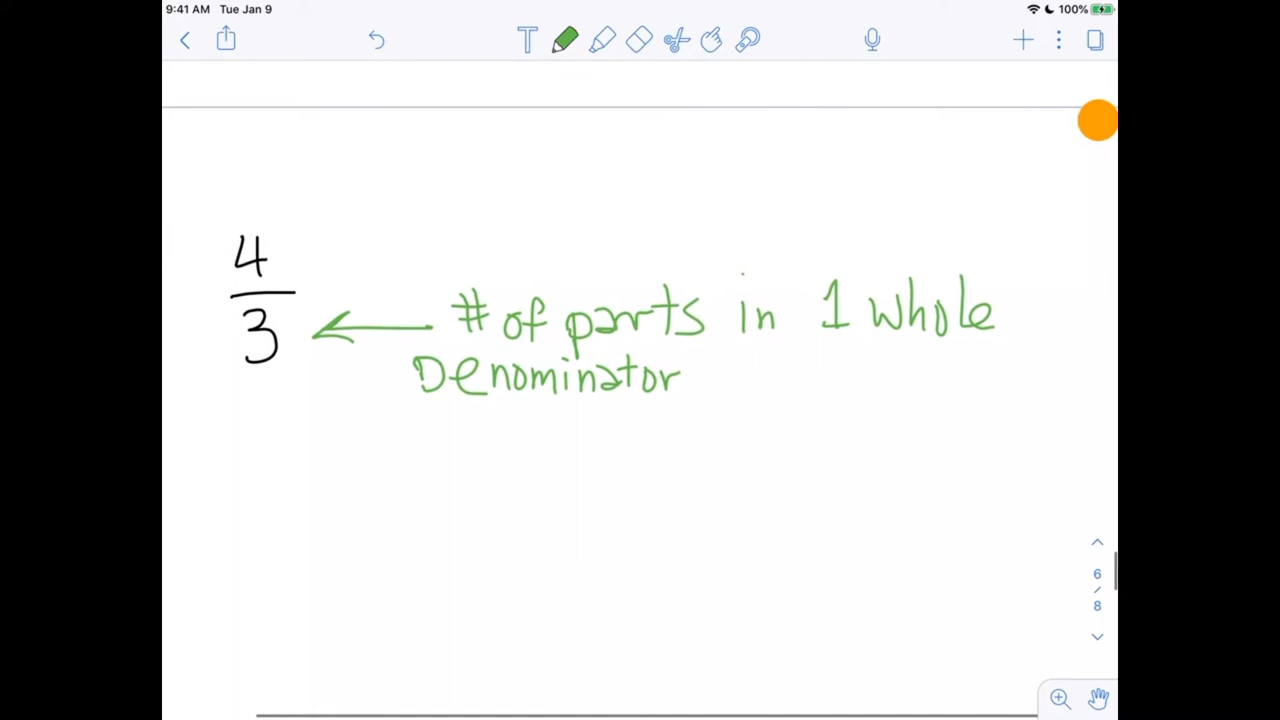 9:41 AM Tue Jan 9
100%
T
4
3
# of parts in 1 whole
Denominator
6
/
8